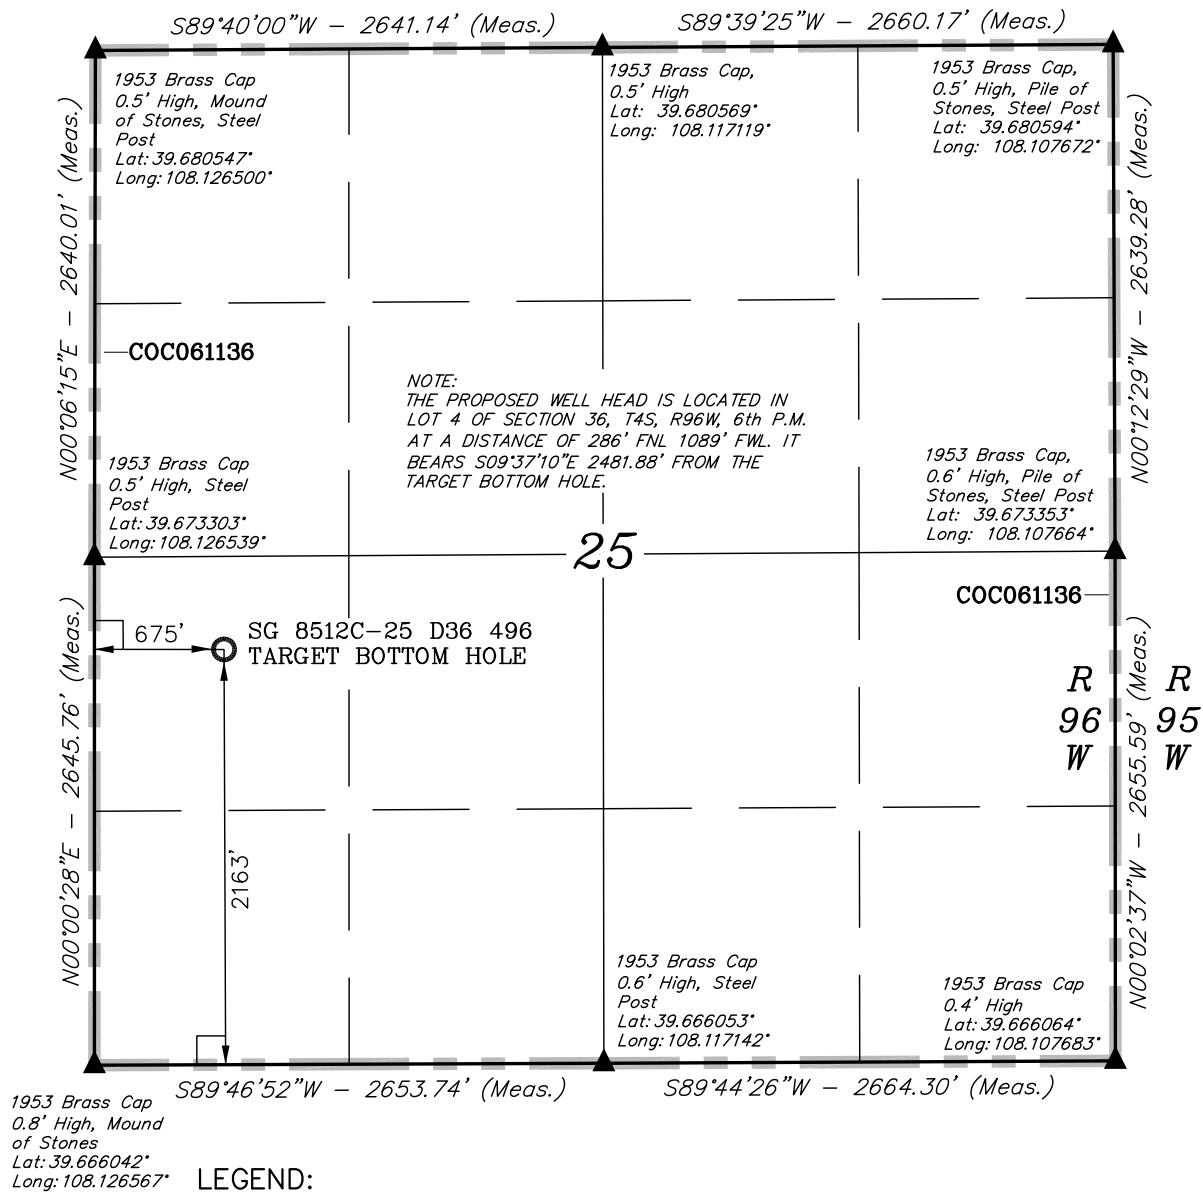 S89°40'00"W - 2641.14' (Meas.)
S89°39'25"W - 2660.17' (Meas.)
1953 Brass Cap
0.5' High, Mound
of Stones, Steel
Post
Lat: 39.680547°
Long: 108.126500°
1953 Brass Cap,
0.5' High
Lat: 39.680569°
Long: 108.117119°
1953 Brass Cap,
0.5' High, Pile of
Stones, Steel Post
Lat: 39.680594°
Long: 108.107672°
N00°06'15"E - 2640.01' (Meas.)
N00°12'29"W - 2639.28' (Meas.)
COC061136
NOTE:
THE PROPOSED WELL HEAD IS LOCATED IN
LOT 4 OF SECTION 36, T4S, R96W, 6th P.M.
AT A DISTANCE OF 286' FNL 1089' FWL. IT
BEARS S09°37'10"E 2481.88' FROM THE
TARGET BOTTOM HOLE.
1953 Brass Cap
0.5' High, Steel
Post
Lat: 39.673303°
Long: 108.126539°
1953 Brass Cap,
0.6' High, Pile of
Stones, Steel Post
Lat: 39.673353°
Long: 108.107664°
25
COC061136
675'
SG 8512C-25 D36 496
TARGET BOTTOM HOLE
R
96
W
R
95
W
N00°00'28"E - 2645.76' (Meas.)
2163'
N00°02'37"W - 2655.59' (Meas.)
1953 Brass Cap
0.6' High, Steel
Post
Lat: 39.666053°
Long: 108.117142°
1953 Brass Cap
0.4' High
Lat: 39.666064°
Long: 108.107683°
S89°46'52"W - 2653.74' (Meas.)
S89°44'26"W - 2664.30' (Meas.)
1953 Brass Cap
0.8' High, Mound
of Stones
Lat: 39.666042°
Long: 108.126567°
LEGEND: